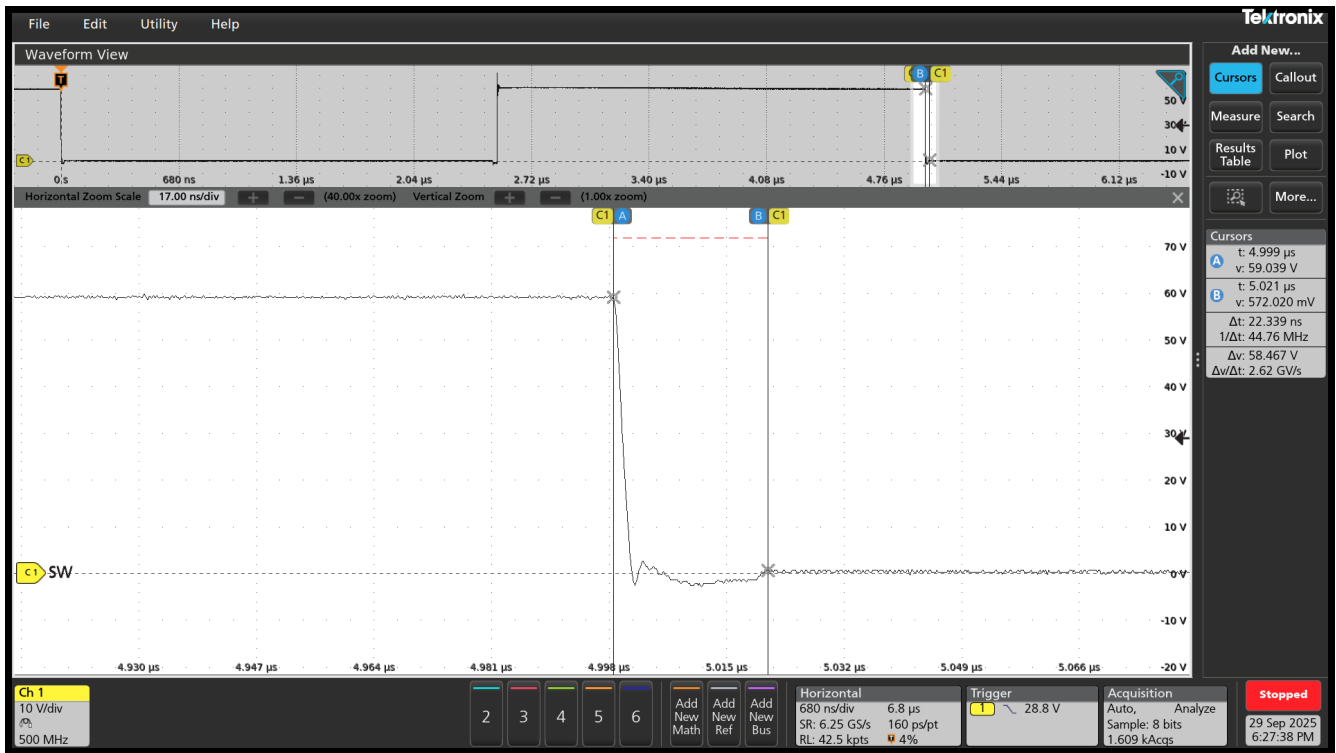 File Edit Utility Help
Tektronix
Waveform View
Add New...
Cursors Callout
Measure Search
Results Table Plot
More...
T
C B C1
50 V
30
10 V
-10 V
C1
0 s 680 ns 1.36 µs 2.04 µs 2.72 µs 3.40 µs 4.08 µs 4.76 µs 5.44 µs 6.12 µs
Horizontal Zoom Scale 17.00 ns/div + − (40.00x zoom) Vertical Zoom + − (1.00x zoom) ×
C1 A B C1
70 V
60 V
50 V
40 V
30 V
20 V
10 V
C1 SW 0 V
-10 V
-20 V
4.930 µs 4.947 µs 4.964 µs 4.981 µs 4.998 µs 5.015 µs 5.032 µs 5.049 µs 5.066 µs
Cursors
A t: 4.999 µs
v: 59.039 V
B t: 5.021 µs
v: 572.020 mV
Δt: 22.339 ns
1/Δt: 44.76 MHz
Δv: 58.467 V
Δv/Δt: 2.62 GV/s
Ch 1
10 V/div
500 MHz
2 3 4 5 6
Add New Math
Add New Ref
Add New Bus
Horizontal
680 ns/div 6.8 µs
SR: 6.25 GS/s 160 ps/pt
RL: 42.5 kpts T 4%
Trigger
1 28.8 V
Acquisition
Auto, Analyze
Sample: 8 bits
1.609 kAcqs
Stopped
29 Sep 2025
6:27:38 PM